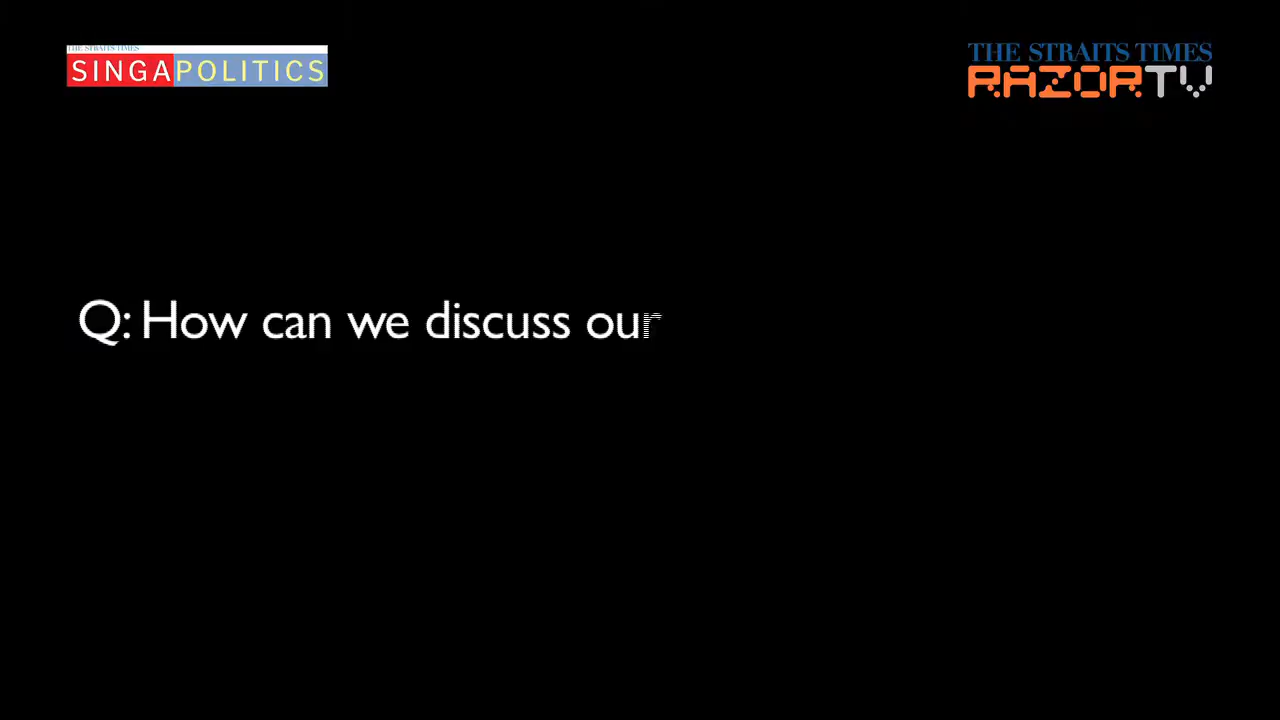 THE STRAITS TIMES
SINGAPOLITICS
THE STRAITS TIMES
RAZORTV
Q: How can we discuss our